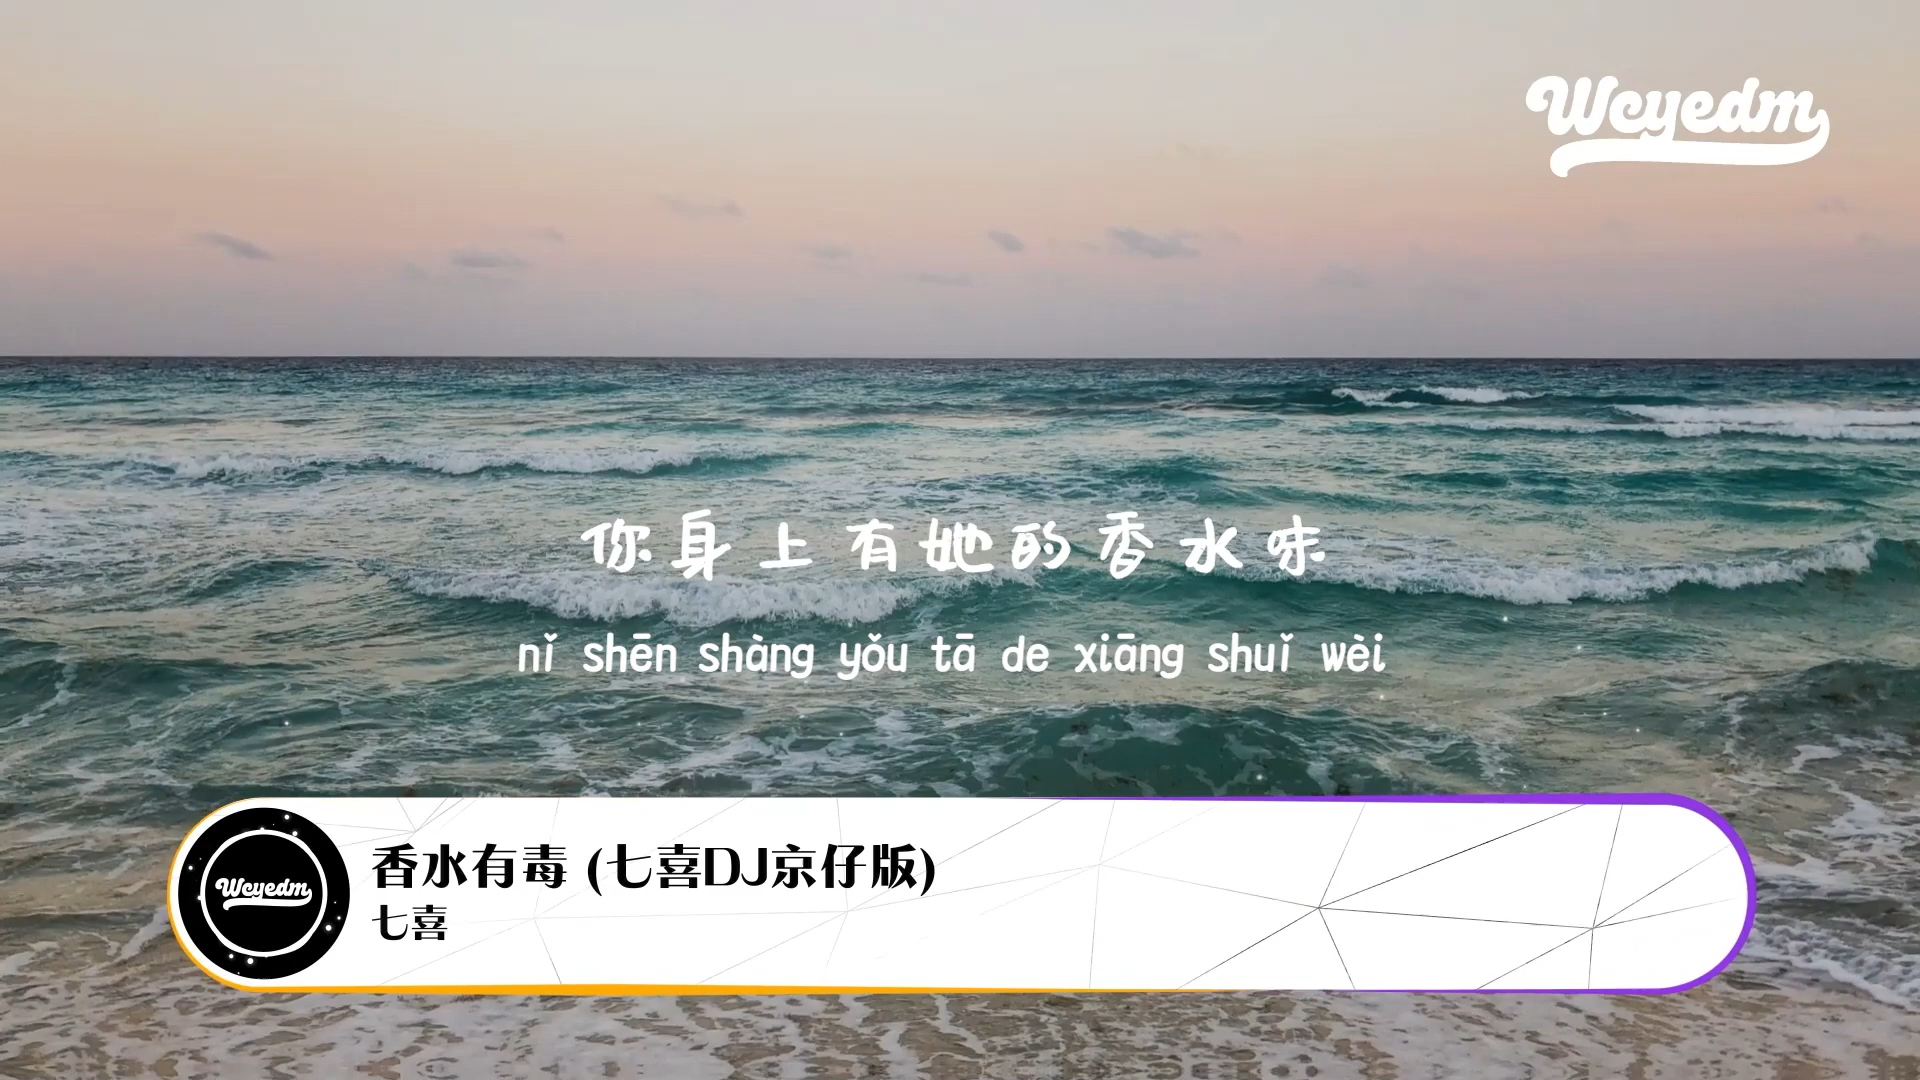 Wcyedm
你身上有她的香水味
nǐ shēn shàng yǒu tā de xiāng shuǐ wèi
香水有毒 (七喜DJ京仔版)
七喜
Wcyedm